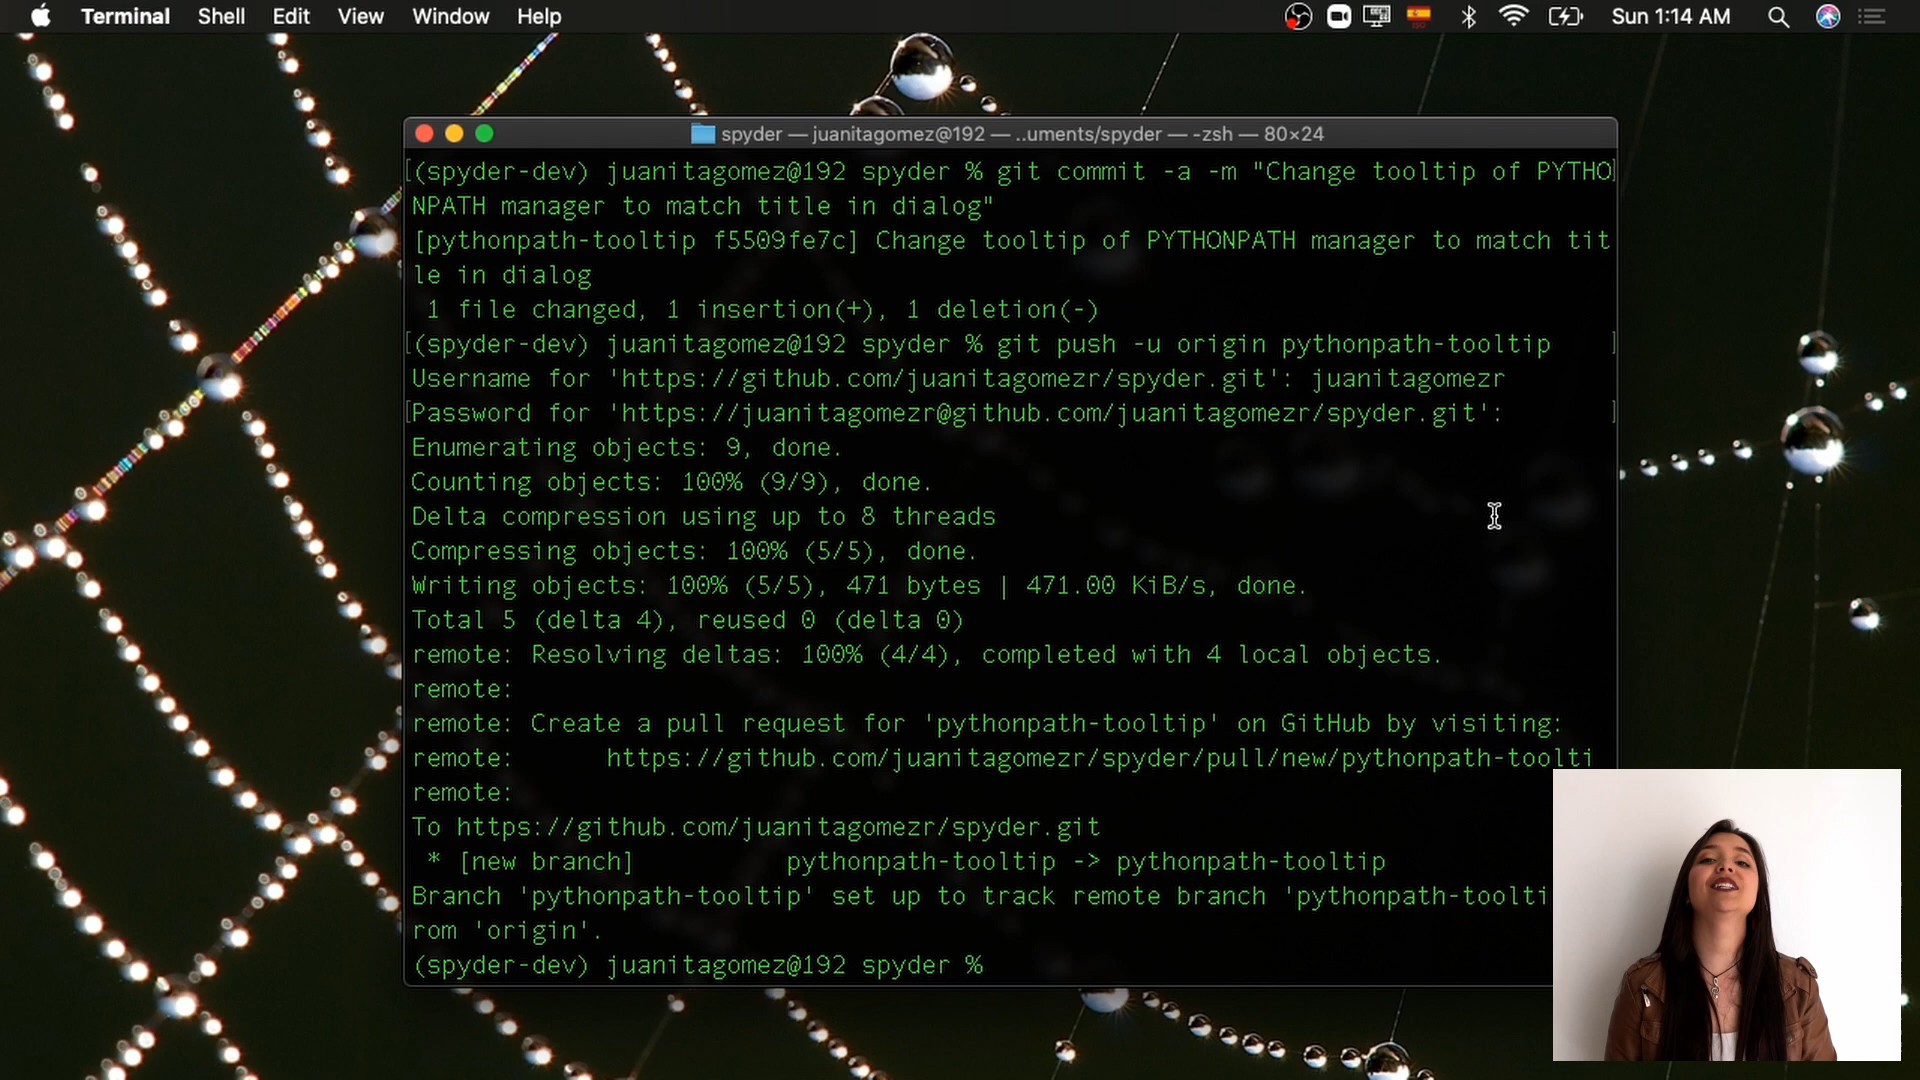 Terminal Shell Edit View Window Help Sun 1:14 AM
spyder — juanitagomez@192 — ..uments/spyder — -zsh — 80×24
[(spyder-dev) juanitagomez@192 spyder % git commit -a -m "Change tooltip of PYTHO]
NPATH manager to match title in dialog"
[pythonpath-tooltip f5509fe7c] Change tooltip of PYTHONPATH manager to match tit
le in dialog
1 file changed, 1 insertion(+), 1 deletion(-)
[(spyder-dev) juanitagomez@192 spyder % git push -u origin pythonpath-tooltip ]
Username for 'https://github.com/juanitagomezr/spyder.git': juanitagomezr
[Password for 'https://juanitagomezr@github.com/juanitagomezr/spyder.git': ]
Enumerating objects: 9, done.
Counting objects: 100% (9/9), done.
Delta compression using up to 8 threads
Compressing objects: 100% (5/5), done.
Writing objects: 100% (5/5), 471 bytes | 471.00 KiB/s, done.
Total 5 (delta 4), reused 0 (delta 0)
remote: Resolving deltas: 100% (4/4), completed with 4 local objects.
remote:
remote: Create a pull request for 'pythonpath-tooltip' on GitHub by visiting:
remote: https://github.com/juanitagomezr/spyder/pull/new/pythonpath-toolti
remote:
To https://github.com/juanitagomezr/spyder.git
* [new branch] pythonpath-tooltip -> pythonpath-tooltip
Branch 'pythonpath-tooltip' set up to track remote branch 'pythonpath-toolti
rom 'origin'.
(spyder-dev) juanitagomez@192 spyder %